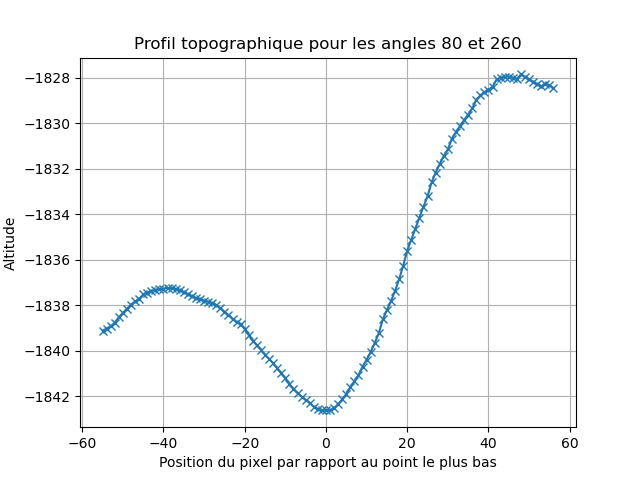 Profil topographique pour les angles 80 et 260
−1828
−1830
−1832
−1834
−1836
−1838
−1840
−1842
Altitude
−60 −40 −20 0 20 40 60
Position du pixel par rapport au point le plus bas